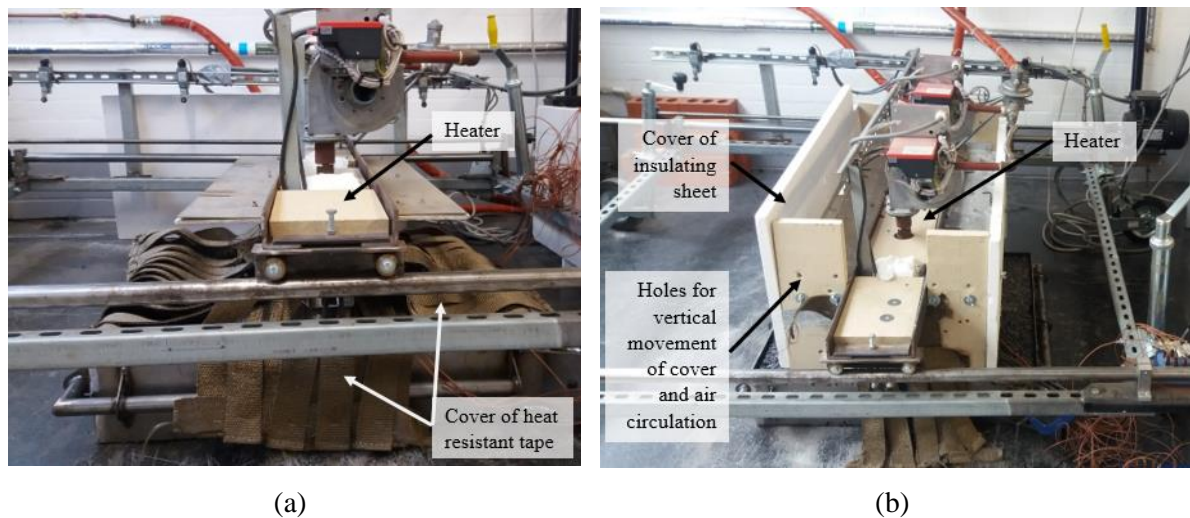 Heater
Cover of heat
resistant tape
Cover of
insulating
sheet
Heater
Holes for
vertical
movement
of cover
and air
circulation
(a)
(b)